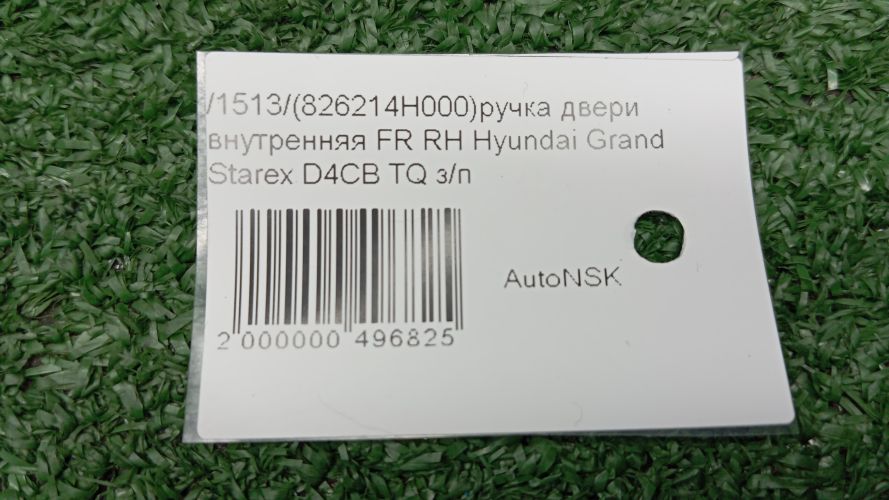 /1513/(826214H000)ручка двери
внутренняя FR RH Hyundai Grand
Starex D4CB TQ з/п
AutoNSK
2 000000 496825